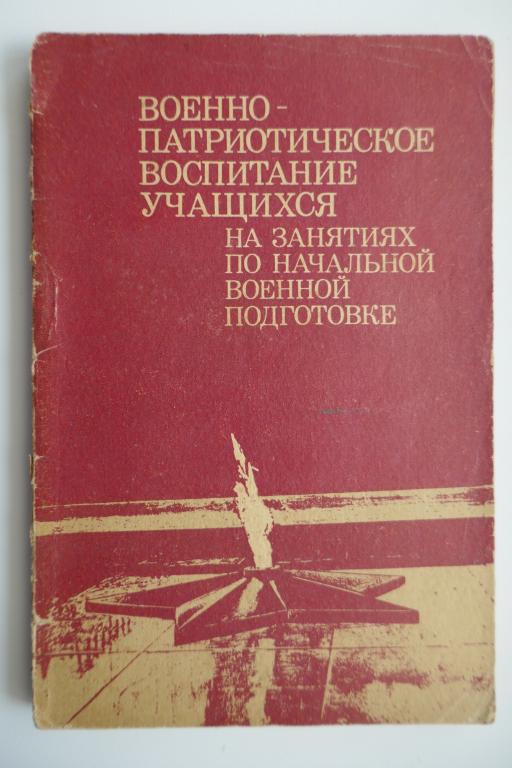 ВОЕННО-
ПАТРИОТИЧЕСКОЕ
ВОСПИТАНИЕ
УЧАЩИХСЯ
НА ЗАНЯТИЯХ
ПО НАЧАЛЬНОЙ
ВОЕННОЙ
ПОДГОТОВКЕ